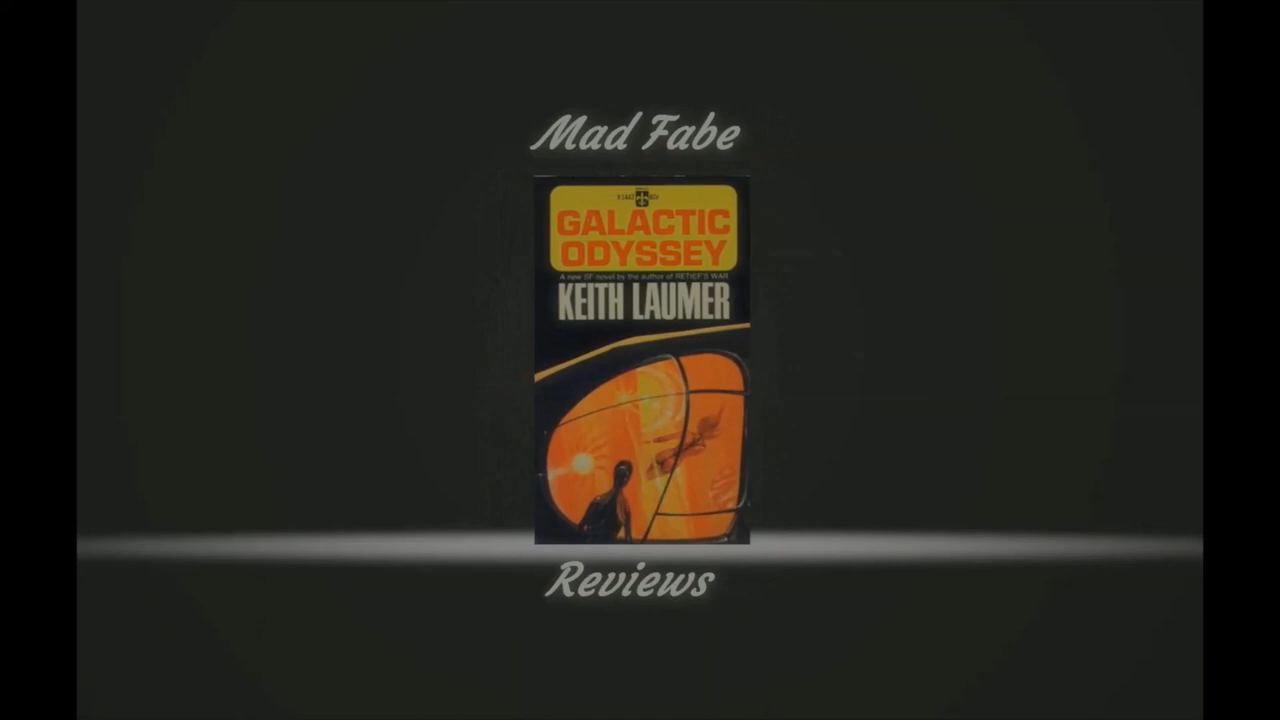 Mad Fabe
GALACTIC
ODYSSEY
A new SF novel by the author of RETIEF'S WAR
KEITH LAUMER
Reviews